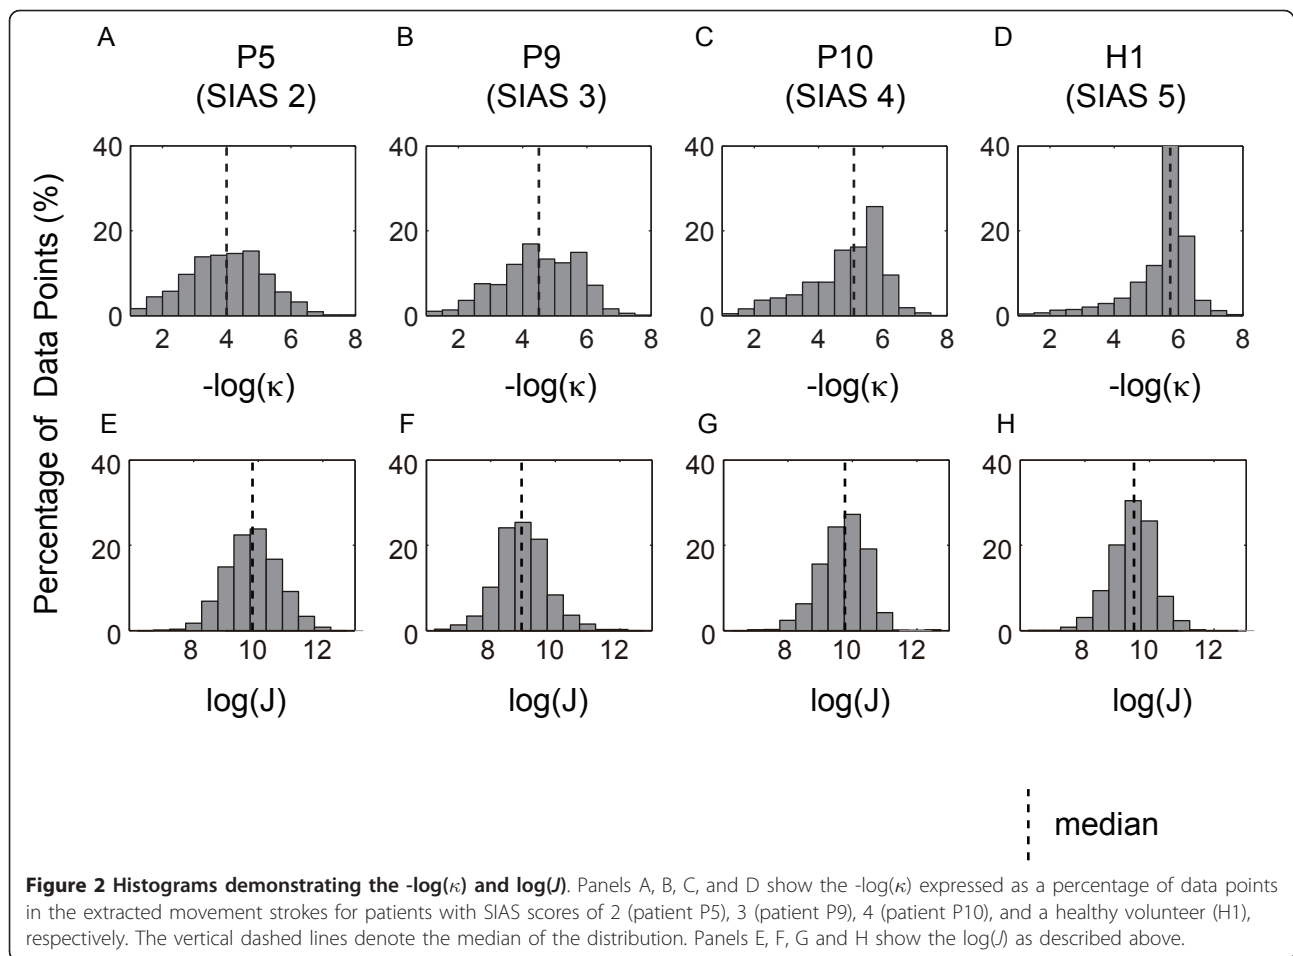 A
P5
(SIAS 2)
B
P9
(SIAS 3)
C
P10
(SIAS 4)
D
H1
(SIAS 5)
Percentage of Data Points (%)
40
20
0
2 4 6 8
-log(κ)
40
20
0
2 4 6 8
-log(κ)
40
20
0
2 4 6 8
-log(κ)
40
20
0
2 4 6 8
-log(κ)
E
40
20
0
8 10 12
log(J)
F
40
20
0
8 10 12
log(J)
G
40
20
0
8 10 12
log(J)
H
40
20
0
8 10 12
log(J)
median
Figure 2 Histograms demonstrating the -log(κ) and log(J). Panels A, B, C, and D show the -log(κ) expressed as a percentage of data points
in the extracted movement strokes for patients with SIAS scores of 2 (patient P5), 3 (patient P9), 4 (patient P10), and a healthy volunteer (H1),
respectively. The vertical dashed lines denote the median of the distribution. Panels E, F, G and H show the log(J) as described above.